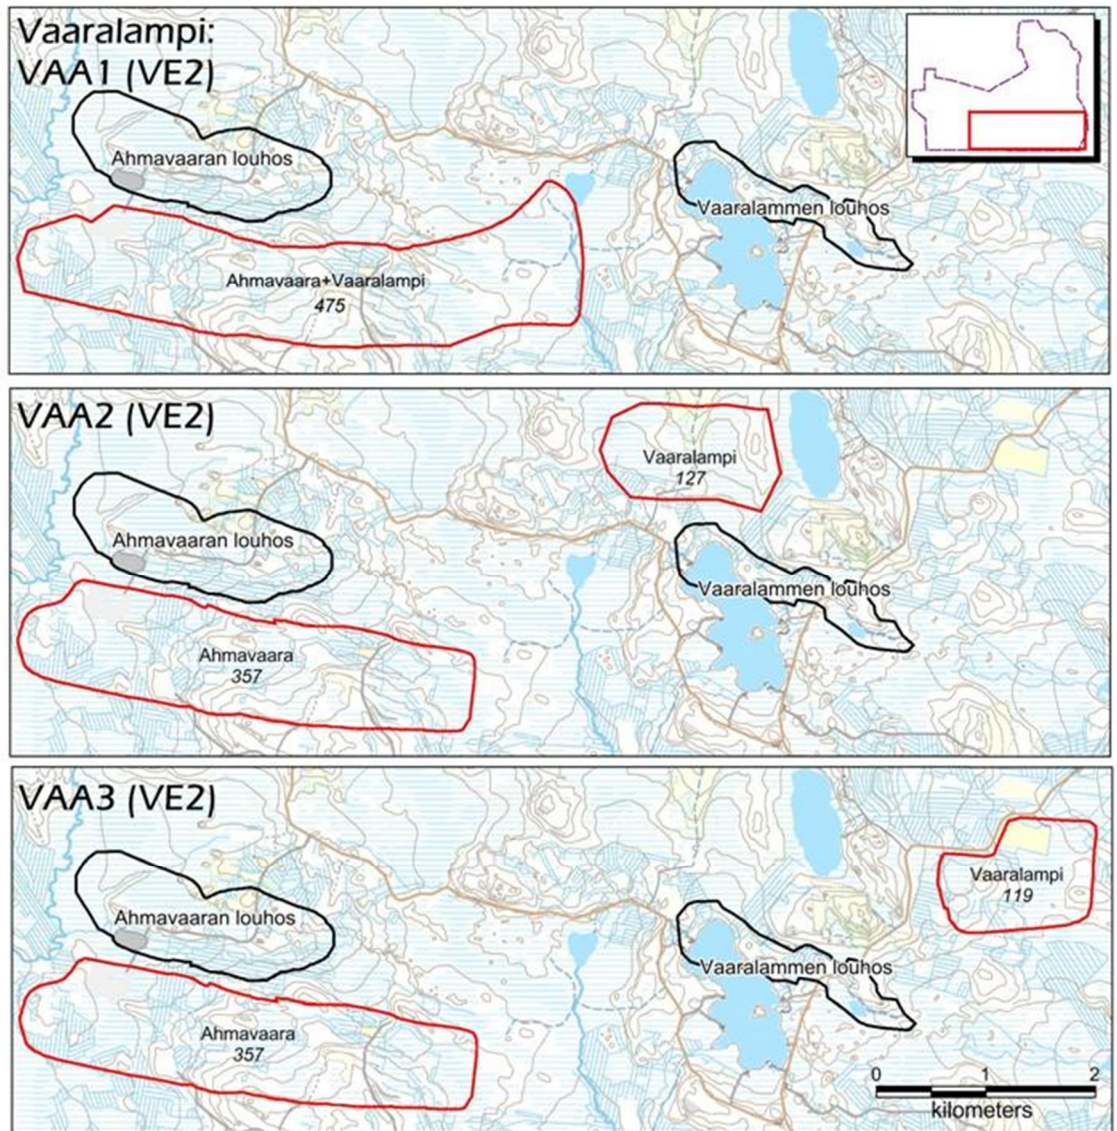 Vaaralampi:
VAA1 (VE2)
Ahmavaaran louhos
Vaaralammen louhos
Ahmavaara+Vaaralampi
475
VAA2 (VE2)
Vaaralampi
127
Ahmavaaran louhos
Vaaralammen louhos
Ahmavaara
357
VAA3 (VE2)
Vaaralampi
119
Ahmavaaran louhos
Vaaralammen louhos
Ahmavaara
357
0 1 2
kilometers